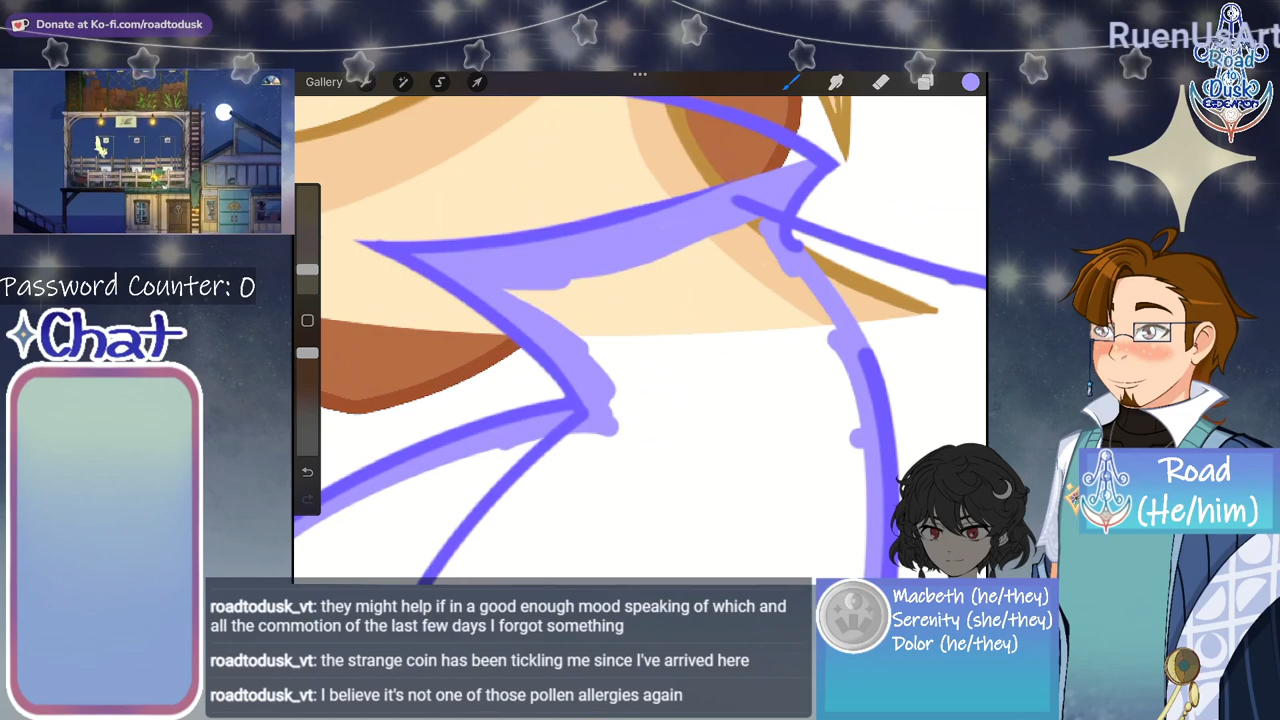 Donate at Ko-fi.com/roadtodusk
RuenUsArt
Road
to
Dusk
Gallery
Password Counter: 0
Chat
Road
(He/him)
Macbeth (he/they)
Serenity (she/they)
Dolor (he/they)
roadtodusk_vt: they might help if in a good enough mood speaking of which and
all the commotion of the last few days I forgot something
roadtodusk_vt: the strange coin has been tickling me since I've arrived here
roadtodusk_vt: I believe it's not one of those pollen allergies again